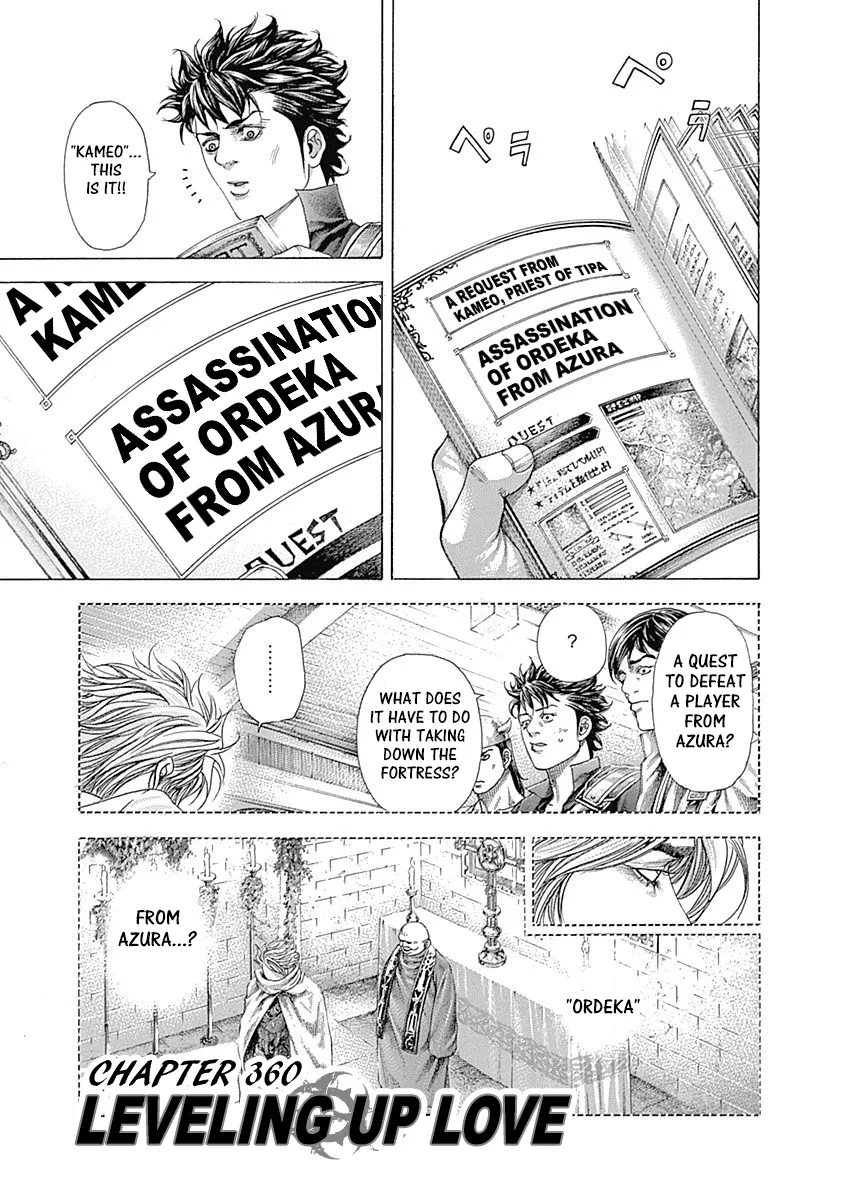 ペラ
ペラ
A REQUEST FROM
KAMEO, PRIEST OF TIPA
ASSASSINATION
OF ORDEKA
FROM AZURA
QUEST
"KAMEO"...
THIS
IS IT!!
KAME
ASSASSINATION
OF ORDEKA
FROM AZURA
QUEST
A QUEST
TO DEFEAT
A PLAYER
FROM
AZURA?
?
WHAT DOES
IT HAVE TO DO
WITH TAKING
DOWN THE
FORTRESS?
.......
"ORDEKA"
FROM
AZURA...?
CHAPTER 360
LEVELING UP LOVE